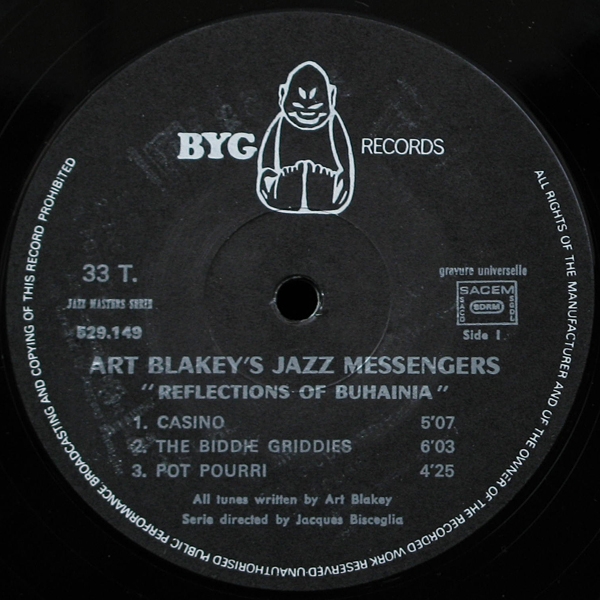 BYG RECORDS
33 T.
JAZZ MASTERS SERIE
529.149
gravure universelle
SACEM
SACD
BDRM
SGDL
Side 1
ART BLAKEY'S JAZZ MESSENGERS
"REFLECTIONS OF BUHAINIA"
1. CASINO 5'07
2. THE BIDDIE GRIDDIES 6'03
3. POT POURRI 4'25
All tunes written by Art Blakey
Serie directed by Jacques Bisceglia
ALL RIGHTS OF THE MANUFACTURER AND OF THE OWNER OF THE RECORDED WORK RESERVED-UNAUTHORISED PUBLIC PERFORMANCE BROADCASTING AND COPYING OF THIS RECORD PROHIBITED